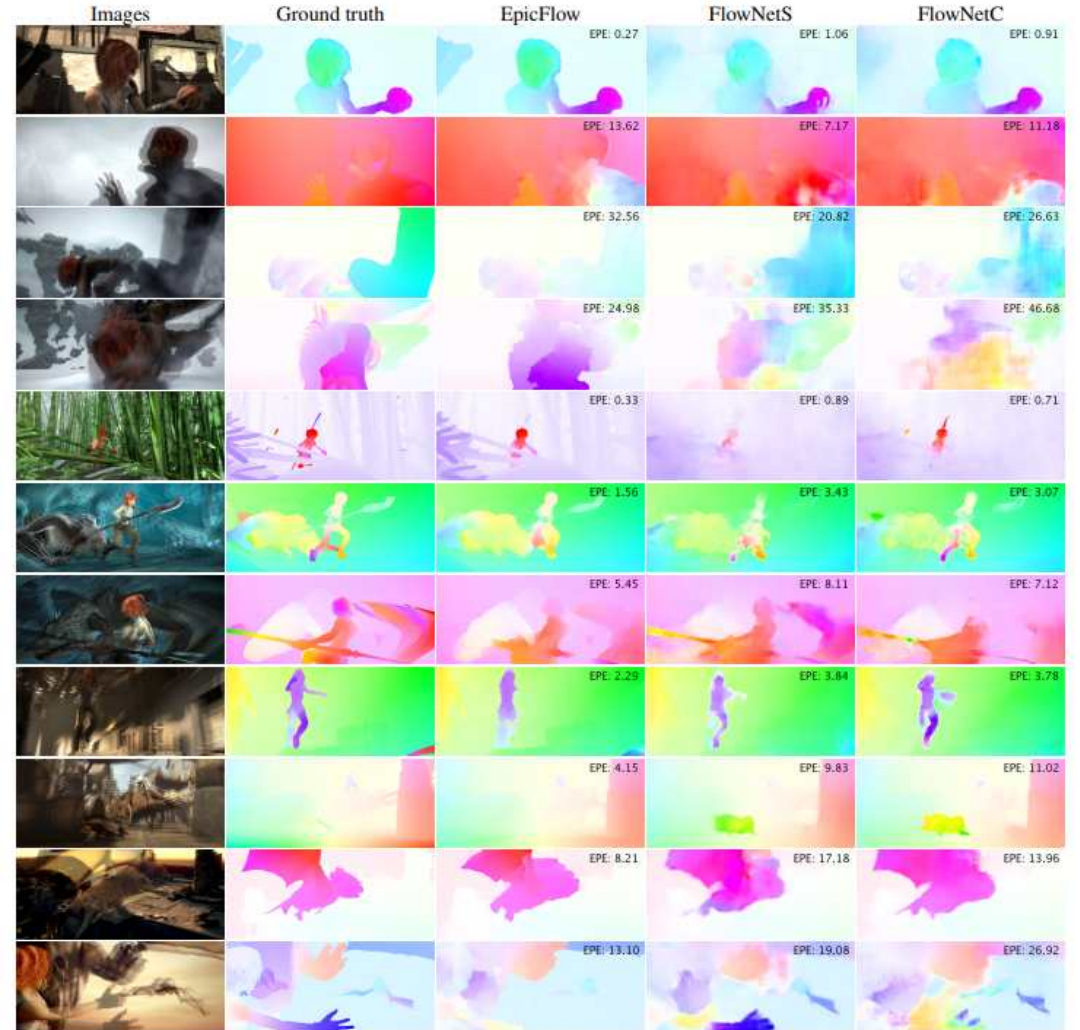 Images Ground truth EpicFlow FlowNetS FlowNetC
EPE: 0.27 EPE: 1.06 EPE: 0.91
EPE: 13.62 EPE: 7.17 EPE: 11.18
EPE: 32.56 EPE: 20.82 EPE: 26.63
EPE: 24.98 EPE: 35.33 EPE: 46.68
EPE: 0.33 EPE: 0.89 EPE: 0.71
EPE: 1.56 EPE: 3.43 EPE: 3.07
EPE: 5.45 EPE: 8.11 EPE: 7.12
EPE: 2.29 EPE: 3.84 EPE: 3.78
EPE: 4.15 EPE: 9.83 EPE: 11.02
EPE: 8.21 EPE: 17.18 EPE: 13.96
EPE: 13.10 EPE: 19.08 EPE: 26.92